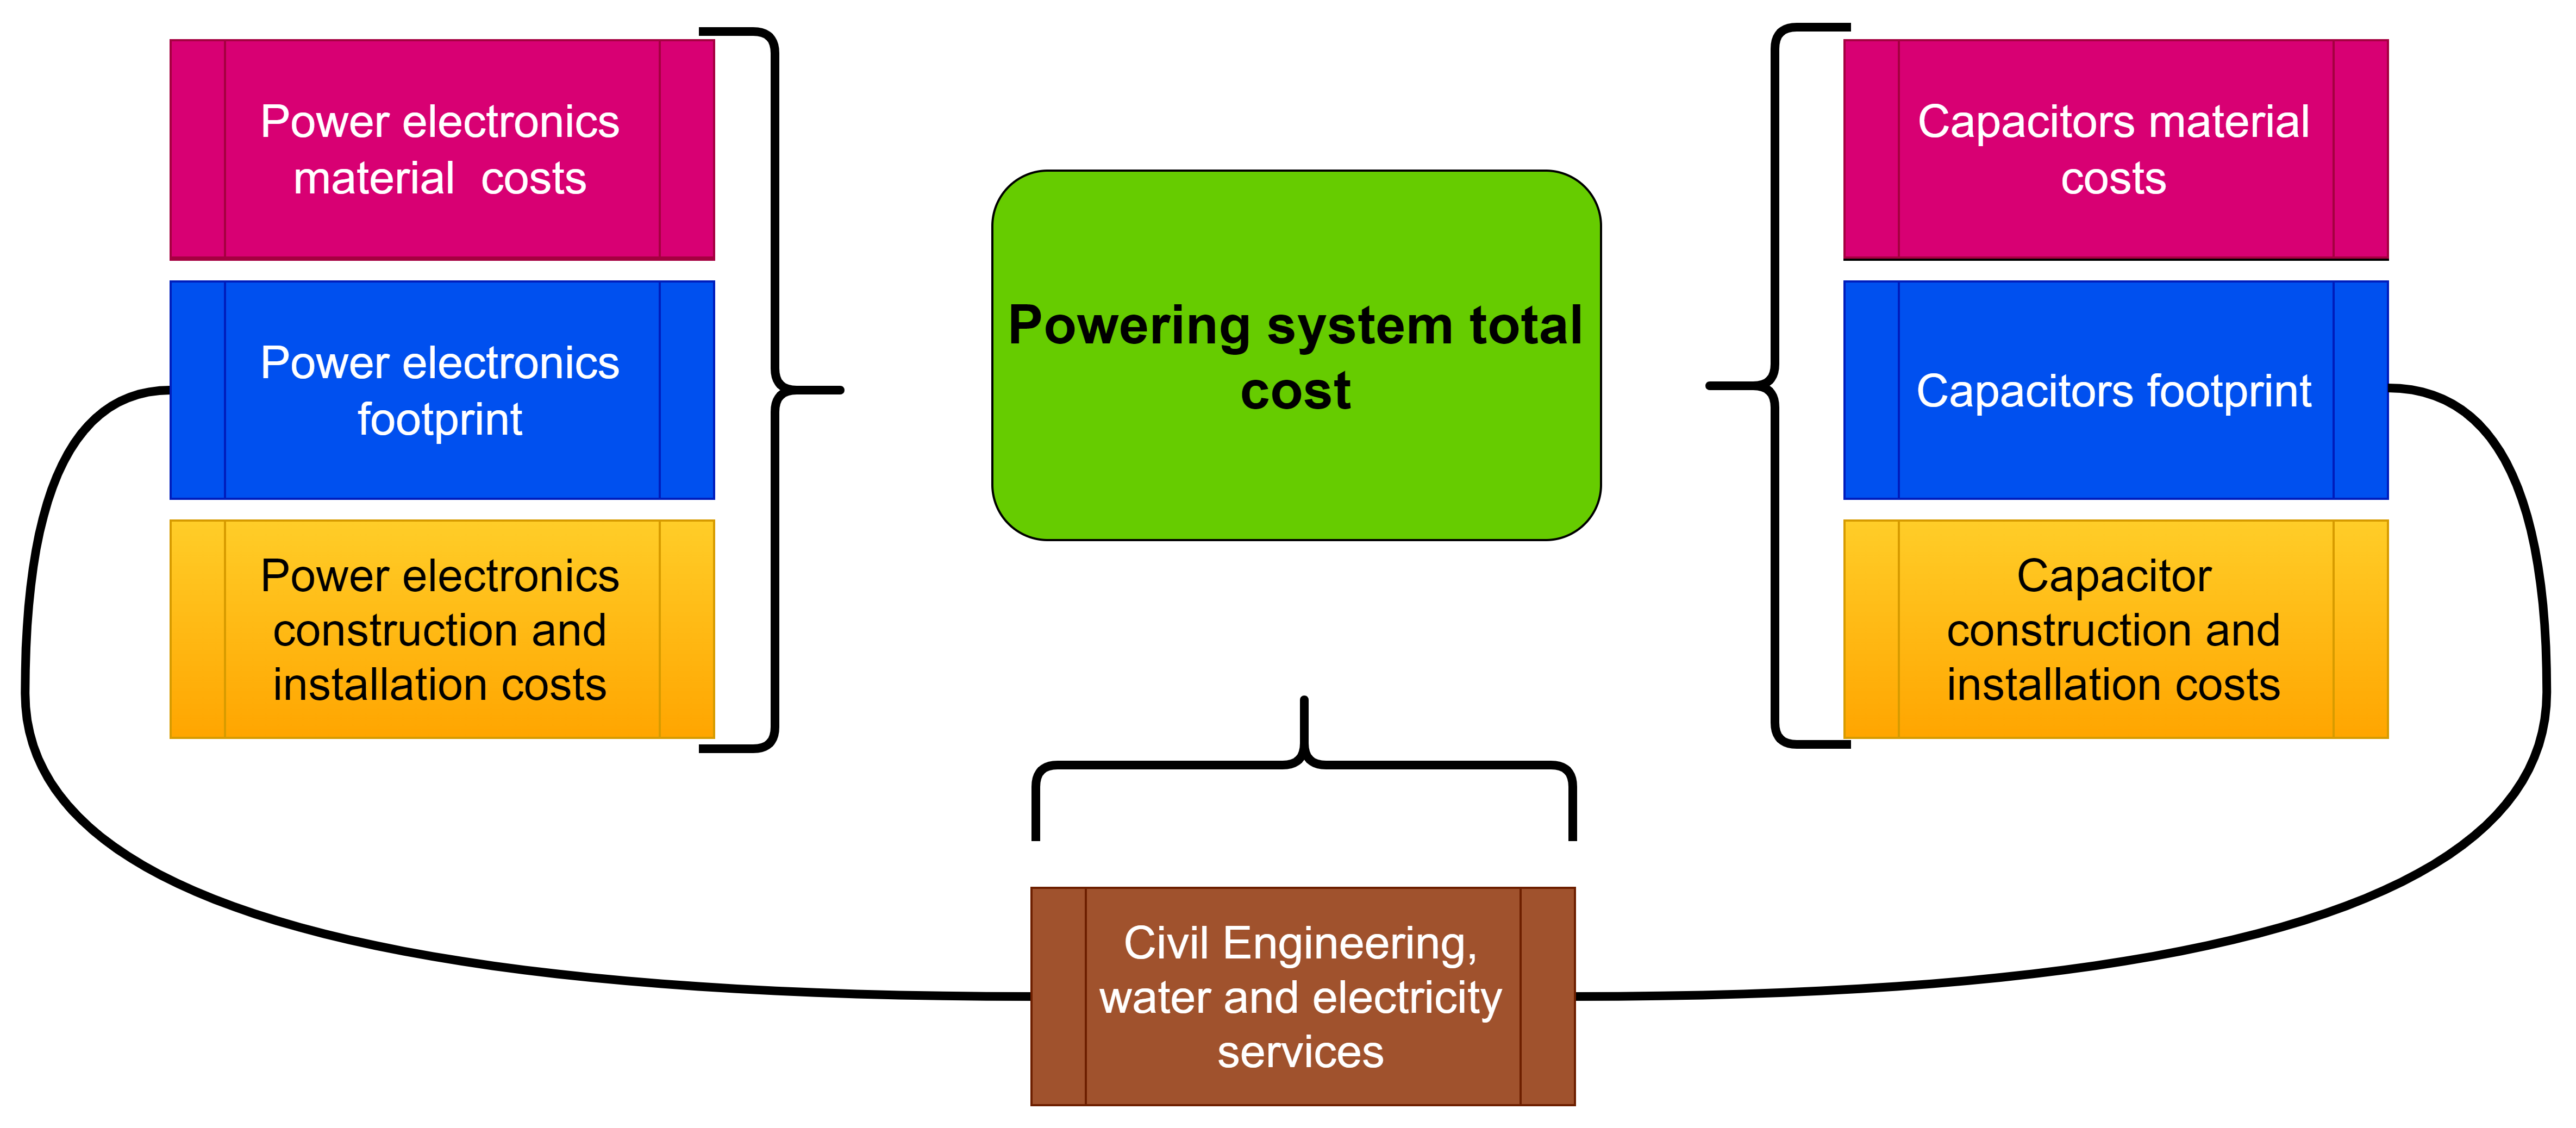 Power electronics
material  costs
Power electronics
footprint
Power electronics
construction and
installation costs
Powering system total
cost
Capacitors material
costs
Capacitors footprint
Capacitor
construction and
installation costs
Civil Engineering,
water and electricity
services